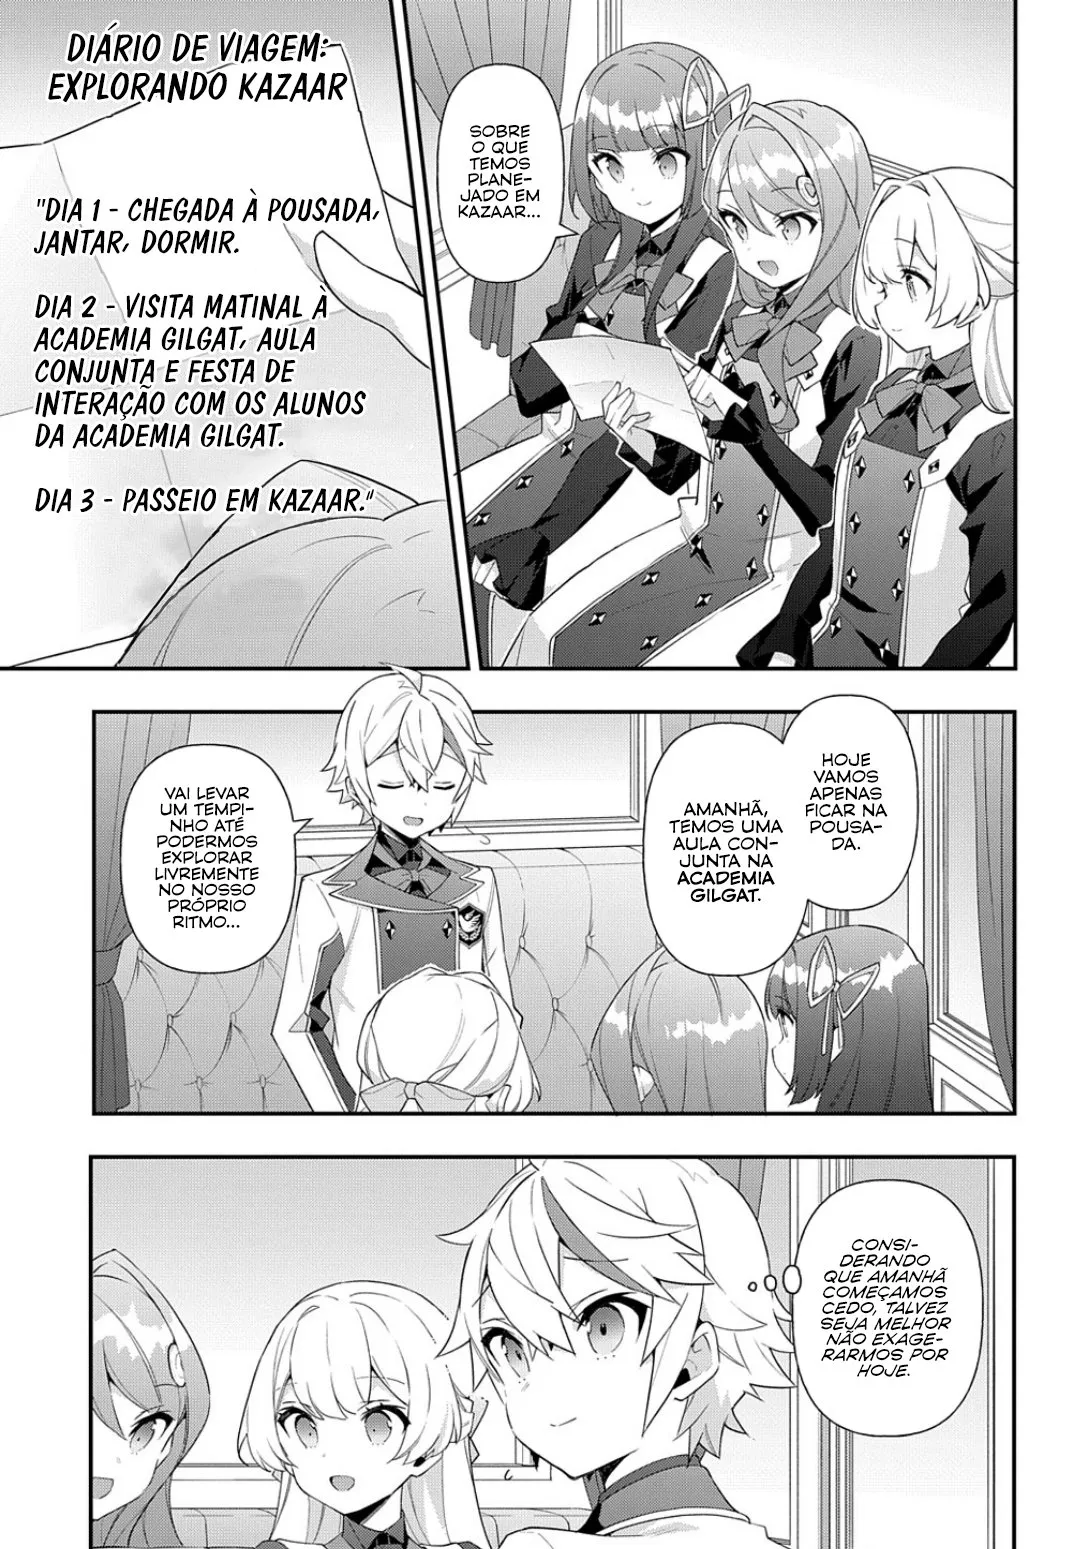 SOBRE
O QUE
TEMOS
PLANE-
JADO EM
KAZAAR...
DIÁRIO DE VIAGEM:
EXPLORANDO KAZAAR
"DIA 1 - CHEGADA À POUSADA,
JANTAR, DORMIR.
DIA 2 - VISITA MATINAL À
ACADEMIA GILGAT, AULA
CONJUNTA E FESTA DE
INTERAÇÃO COM OS ALUNOS
DA ACADEMIA GILGAT.
DIA 3 - PASSEIO EM KAZAAR."
HOJE
VAMOS
APENAS
FICAR NA
POUSA-
DA.
AMANHÃ,
TEMOS UMA
AULA CON-
JUNTA NA
ACADEMIA
GILGAT.
VAI LEVAR
UM TEMPI-
NHO ATÉ
PODERMOS
EXPLORAR
LIVREMENTE
NO NOSSO
PRÓPRIO
RITMO...
CONSI-
DERANDO
QUE AMANHÃ
COMEÇAMOS
CEDO, TALVEZ
SEJA MELHOR
NÃO EXAGE-
RARMOS POR
HOJE.